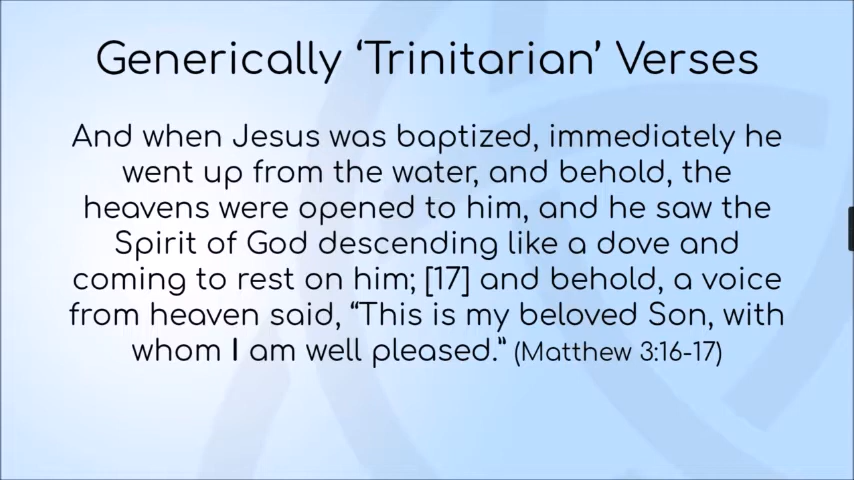 Generically ‘Trinitarian’ Verses
And when Jesus was baptized, immediately he
went up from the water, and behold, the
heavens were opened to him, and he saw the
Spirit of God descending like a dove and
coming to rest on him; [17] and behold, a voice
from heaven said, “This is my beloved Son, with
whom I am well pleased.” (Matthew 3:16-17)